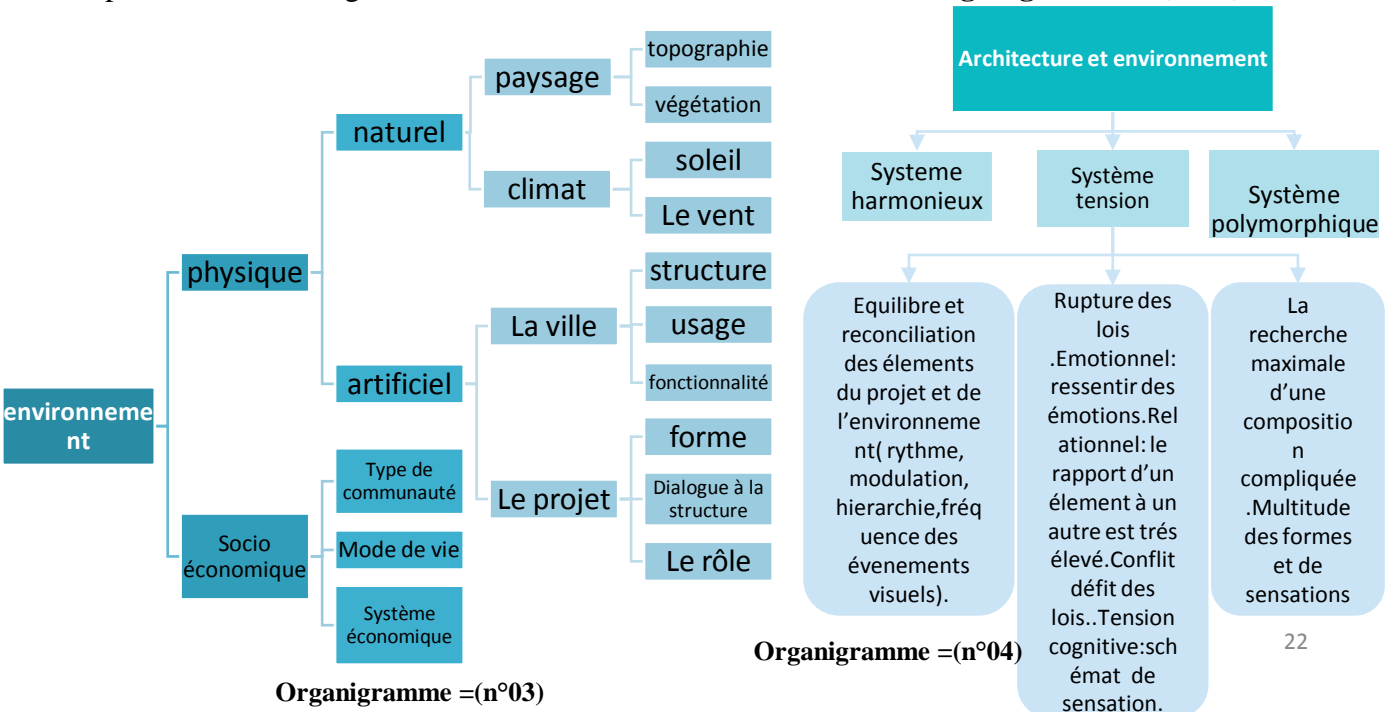 environneme
nt
physique
Socio
économique
naturel
artificiel
Type de
communauté
Mode de vie
Système
économique
paysage
climat
La ville
Le projet
topographie
végétation
soleil
Le vent
structure
usage
fonctionnalité
forme
Dialogue à la
structure
Le rôle
Organigramme =(n°03)
Architecture et environnement
Systeme
harmonieux
Système
tension
Système
polymorphique
Equilibre et
reconciliation
des élements
du projet et de
l'environneme
nt( rythme,
modulation,
hierarchie,fréq
uence des
évenements
visuels).
Rupture des
lois
.Emotionnel:
ressentir des
émotions.Rel
ationnel: le
rapport d'un
élement à un
autre est trés
élevé.Conflit
défit des
lois..Tension
cognitive:sch
émat de
sensation.
La
recherche
maximale
d'une
compositio
n
compliquée
.Multitude
des formes
et de
sensations
Organigramme =(n°04)
22